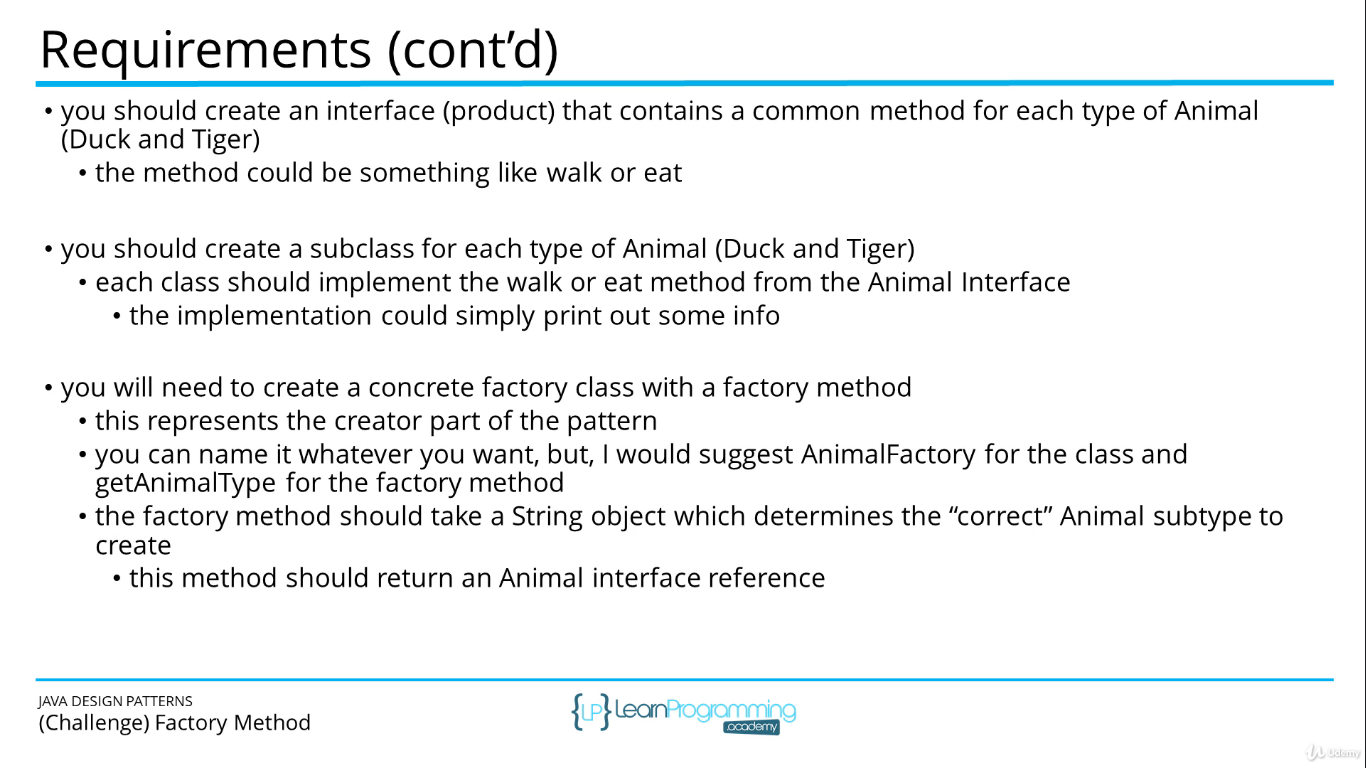 Requirements (cont’d)
• you should create an interface (product) that contains a common method for each type of Animal
(Duck and Tiger)
• the method could be something like walk or eat
• you should create a subclass for each type of Animal (Duck and Tiger)
• each class should implement the walk or eat method from the Animal Interface
• the implementation could simply print out some info
• you will need to create a concrete factory class with a factory method
• this represents the creator part of the pattern
• you can name it whatever you want, but, I would suggest AnimalFactory for the class and
getAnimalType for the factory method
• the factory method should take a String object which determines the “correct” Animal subtype to
create
• this method should return an Animal interface reference
JAVA DESIGN PATTERNS
(Challenge) Factory Method
{LP} LearnProgramming
.academy
Udemy